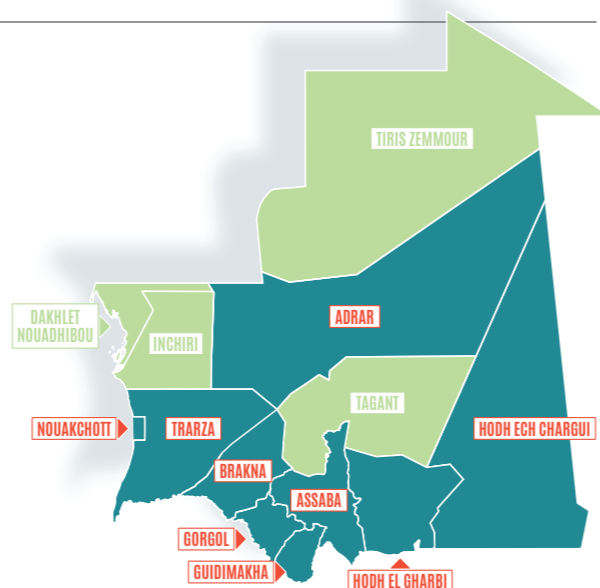 TIRIS ZEMMOUR
DAKHLET
NOUADHIBOU
INCHIRI
ADRAR
TAGANT
NOUAKCHOTT
TRARZA
HODH ECH CHARGUI
BRAKNA
ASSABA
GORGOL
GUIDIMAKHA
HODH EL GHARBI